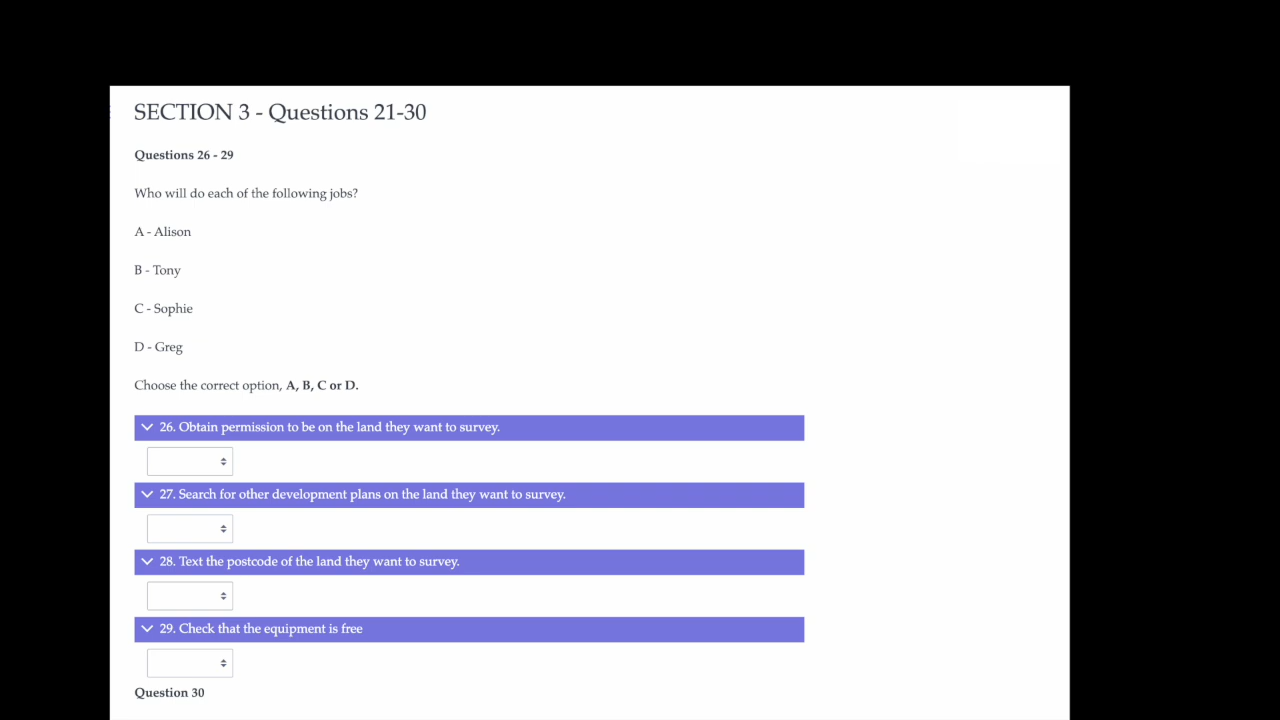 SECTION 3 - Questions 21-30
Questions 26 - 29
Who will do each of the following jobs?
A - Alison
B - Tony
C - Sophie
D - Greg
Choose the correct option, A, B, C or D.
26. Obtain permission to be on the land they want to survey.
27. Search for other development plans on the land they want to survey.
28. Text the postcode of the land they want to survey.
29. Check that the equipment is free
Question 30